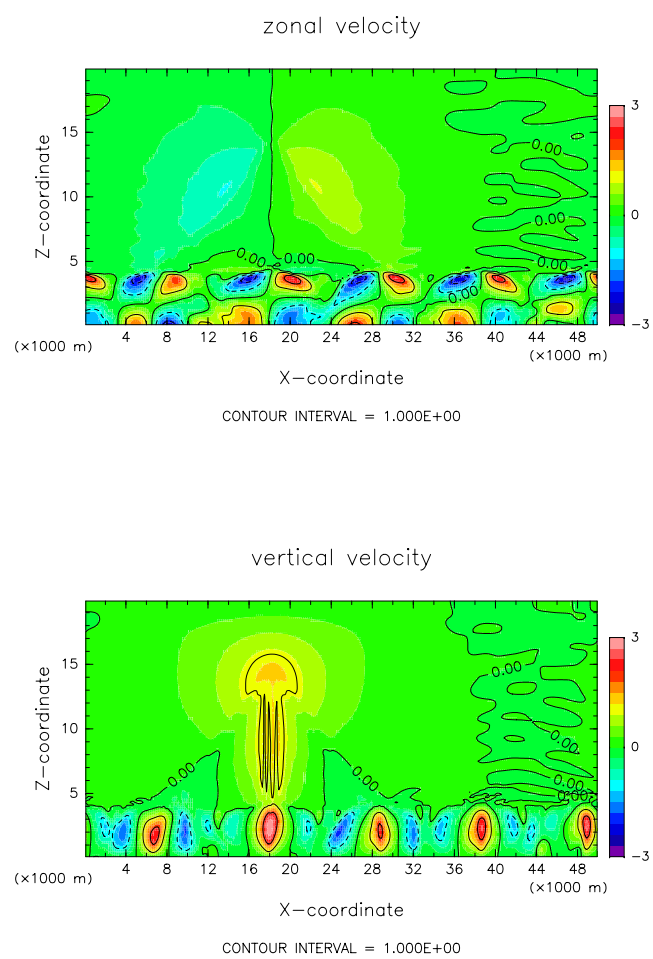 zonal velocity
3
15
0.00
Z-coordinate
10
0
0.00
0.00 0.00
5
0.00
0.00
-3
4 8 12 16 20 24 28 32 36 40 44 48
(×1000 m)
(×1000 m)
X-coordinate
CONTOUR INTERVAL = 1.000E+00
vertical velocity
3
15
0.00
Z-coordinate
10
0.00
0
0.00
0.00
0.00
5
0.00
-3
4 8 12 16 20 24 28 32 36 40 44 48
(×1000 m)
(×1000 m)
X-coordinate
CONTOUR INTERVAL = 1.000E+00